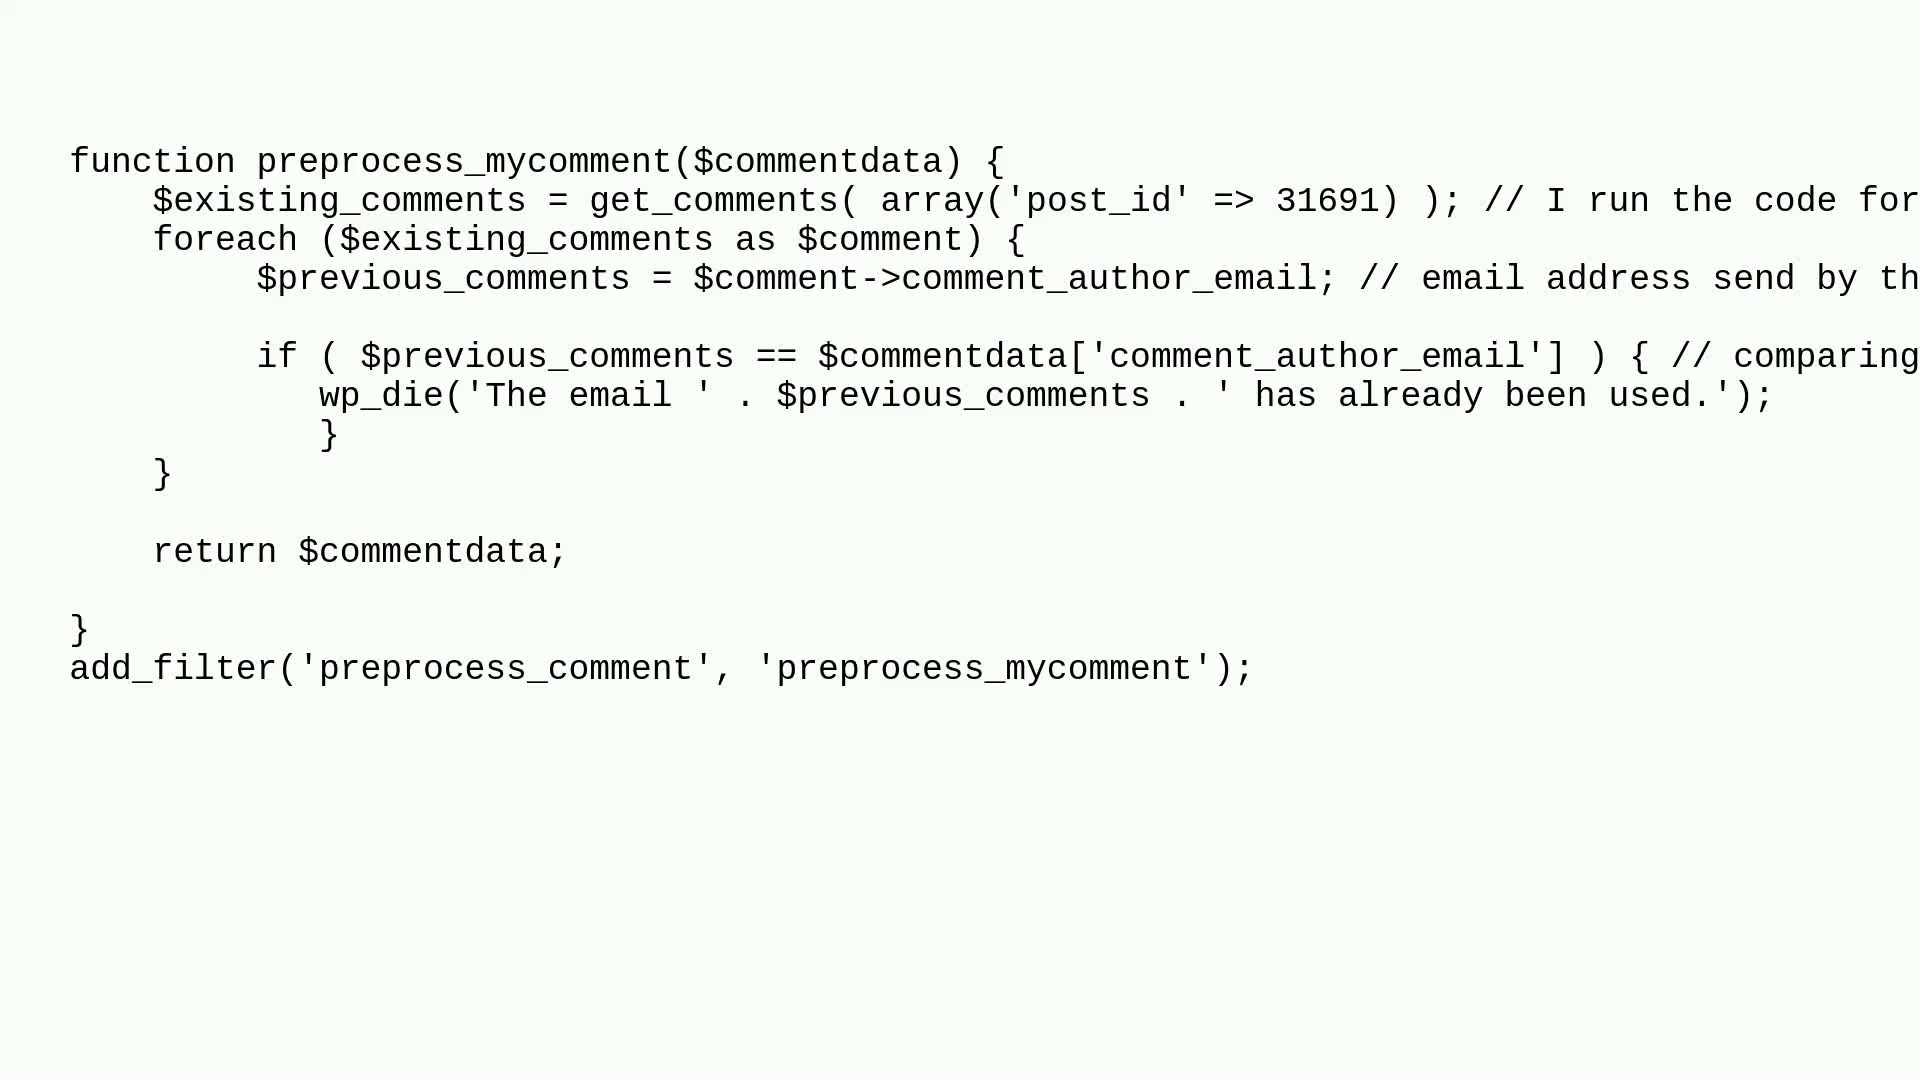 function preprocess_mycomment($commentdata) {
    $existing_comments = get_comments( array('post_id' => 31691) ); // I run the code for
    foreach ($existing_comments as $comment) {
         $previous_comments = $comment->comment_author_email; // email address send by th
         if ( $previous_comments == $commentdata['comment_author_email'] ) { // comparing
            wp_die('The email ' . $previous_comments . ' has already been used.');
            }
    }
    return $commentdata;
}
add_filter('preprocess_comment', 'preprocess_mycomment');